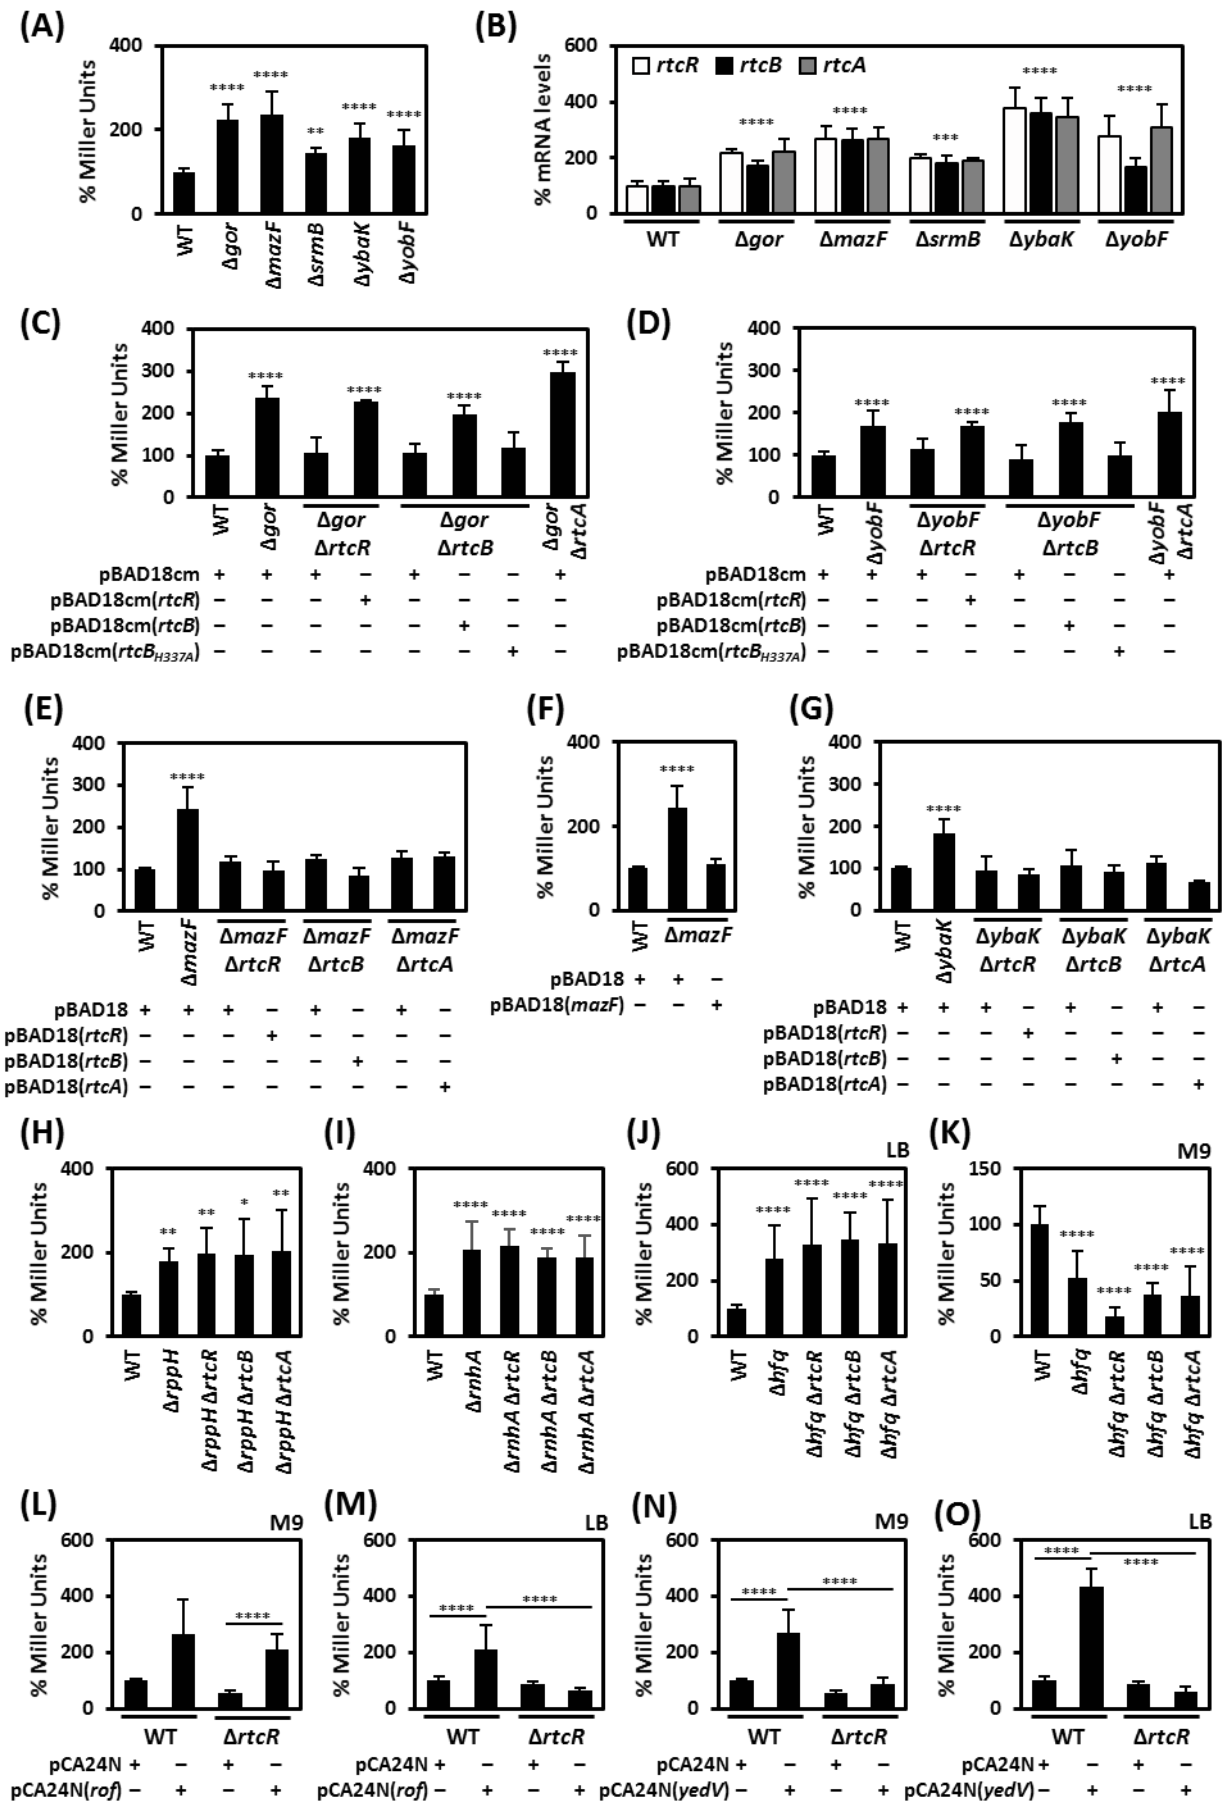 (A)
% Miller Units
400
200
0
****
****
**
****
****
WT
Δgor
ΔmazF
ΔsrmB
ΔybaK
ΔyobF
(B)
% mRNA levels
600
400
200
0
rtcR rtcB rtcA
****
****
***
****
****
WT Δgor ΔmazF ΔsrmB ΔybaK ΔyobF
(C)
% Miller Units
400
300
200
100
0
****
****
****
****
WT
Δgor
Δgor ΔrtcR
Δgor ΔrtcB
Δgor ΔrtcA
pBAD18cm + + + – + – – +
pBAD18cm(rtcR) – – – + – – – –
pBAD18cm(rtcB) – – – – – + – –
pBAD18cm(rtcBH337A) – – – – – – + –
(D)
% Miller Units
400
300
200
100
0
****
****
****
****
WT
ΔyobF
ΔyobF ΔrtcR
ΔyobF ΔrtcB
ΔyobF ΔrtcA
pBAD18cm + + + – + – – +
pBAD18cm(rtcR) – – – + – – – –
pBAD18cm(rtcB) – – – – – + – –
pBAD18cm(rtcBH337A) – – – – – – + –
(E)
% Miller Units
400
300
200
100
0
****
WT
ΔmazF
ΔmazF ΔrtcR
ΔmazF ΔrtcB
ΔmazF ΔrtcA
pBAD18 + + + – + – + –
pBAD18(rtcR) – – – + – – – –
pBAD18(rtcB) – – – – – + – –
pBAD18(rtcA) – – – – – – – +
(F)
% Miller Units
400
200
0
****
WT
ΔmazF
pBAD18 + + –
pBAD18(mazF) – – +
(G)
% Miller Units
400
300
200
100
0
****
WT
ΔybaK
ΔybaK ΔrtcR
ΔybaK ΔrtcB
ΔybaK ΔrtcA
pBAD18 + + + – + – + –
pBAD18(rtcR) – – – + – – – –
pBAD18(rtcB) – – – – – + – –
pBAD18(rtcA) – – – – – – – +
(H)
% Miller Units
400
200
0
**
**
*
**
WT
ΔrppH
ΔrppH ΔrtcR
ΔrppH ΔrtcB
ΔrppH ΔrtcA
(I)
% Miller Units
400
200
0
****
****
****
****
WT
ΔrnhA
ΔrnhA ΔrtcR
ΔrnhA ΔrtcB
ΔrnhA ΔrtcA
(J)
LB
% Miller Units
600
400
200
0
****
****
****
****
WT
Δhfq
Δhfq ΔrtcR
Δhfq ΔrtcB
Δhfq ΔrtcA
(K)
M9
% Miller Units
150
100
50
0
****
****
****
****
WT
Δhfq
Δhfq ΔrtcR
Δhfq ΔrtcB
Δhfq ΔrtcA
(L)
M9
% Miller Units
600
400
200
0
****
WT ΔrtcR
pCA24N + – + –
pCA24N(rof) – + – +
(M)
LB
% Miller Units
600
400
200
0
****
****
WT ΔrtcR
pCA24N + – + –
pCA24N(rof) – + – +
(N)
M9
% Miller Units
600
400
200
0
****
****
WT ΔrtcR
pCA24N + – + –
pCA24N(yedV) – + – +
(O)
LB
% Miller Units
600
400
200
0
****
****
WT ΔrtcR
pCA24N + – + –
pCA24N(yedV) – + – +